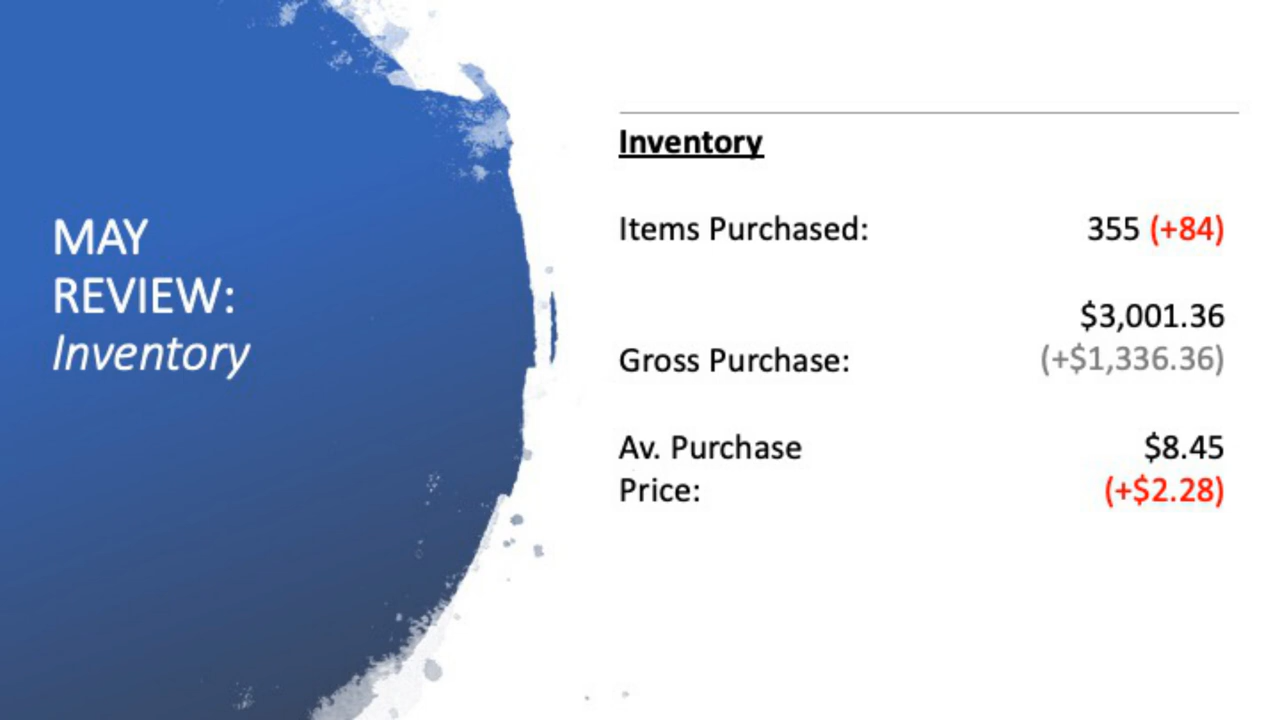 MAY
REVIEW:
Inventory
Inventory
Items Purchased: 355 (+84)
$3,001.36
Gross Purchase: (+$1,336.36)
Av. Purchase $8.45
Price: (+$2.28)